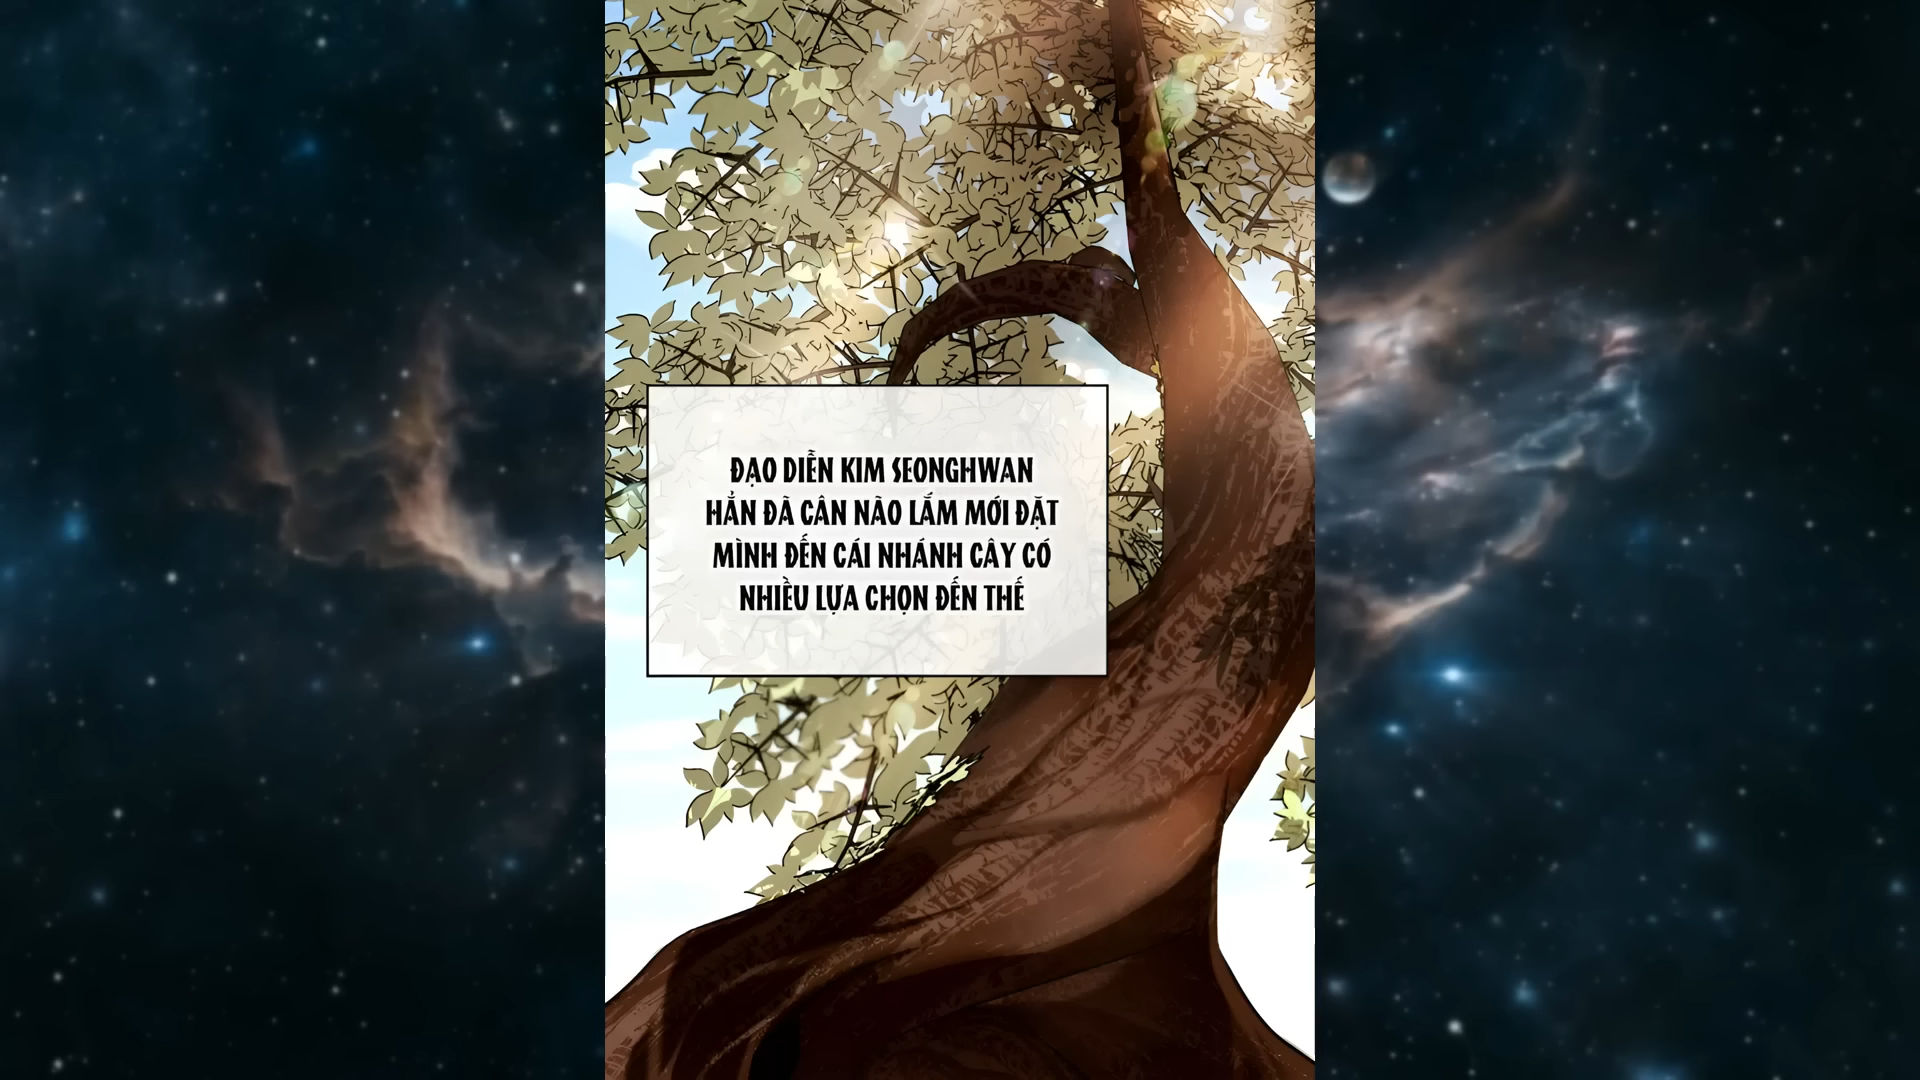 ĐẠO DIỄN KIM SEONGHWAN
HẲN ĐÃ CÂN NÃO LẮM MỚI ĐẶT
MÌNH ĐẾN CÁI NHÁNH CÂY CÓ
NHIỀU LỰA CHỌN ĐẾN THẾ